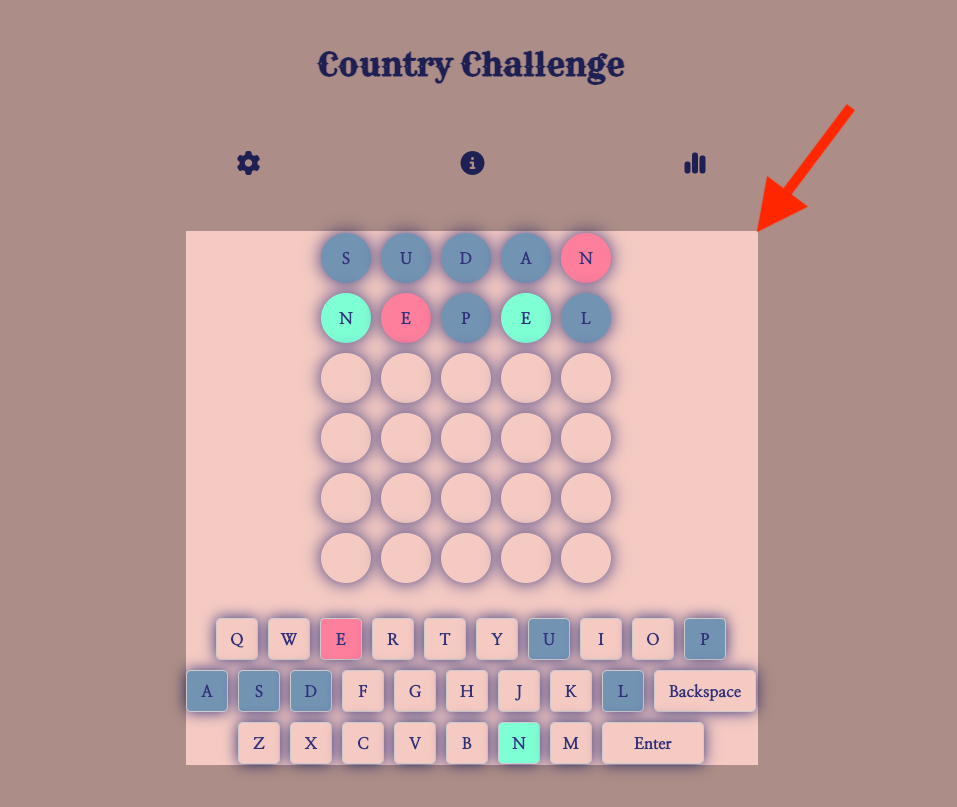 Country Challenge
S U D A N
N E P E L
Q W E R T Y U I O P
A S D F G H J K L Backspace
Z X C V B N M Enter